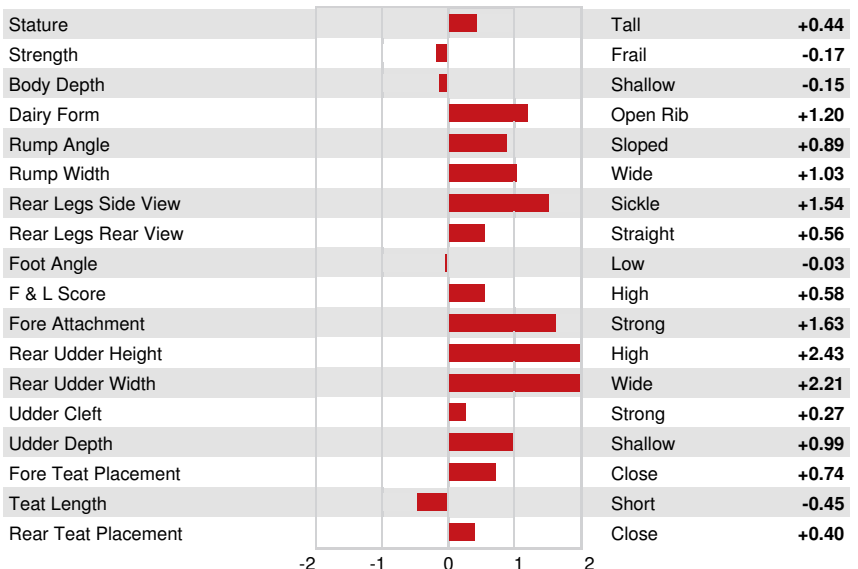 Stature Tall +0.44
Strength Frail -0.17
Body Depth Shallow -0.15
Dairy Form Open Rib +1.20
Rump Angle Sloped +0.89
Rump Width Wide +1.03
Rear Legs Side View Sickle +1.54
Rear Legs Rear View Straight +0.56
Foot Angle Low -0.03
F & L Score High +0.58
Fore Attachment Strong +1.63
Rear Udder Height High +2.43
Rear Udder Width Wide +2.21
Udder Cleft Strong +0.27
Udder Depth Shallow +0.99
Fore Teat Placement Close +0.74
Teat Length Short -0.45
Rear Teat Placement Close +0.40
-2 -1 0 1 2